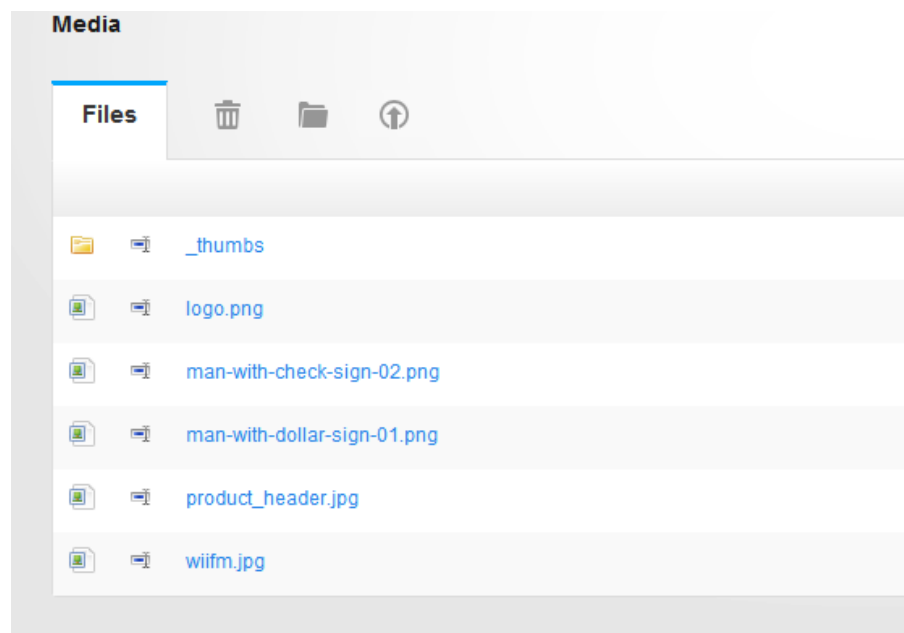 Media
Files
_thumbs
logo.png
man-with-check-sign-02.png
man-with-dollar-sign-01.png
product_header.jpg
wiifm.jpg